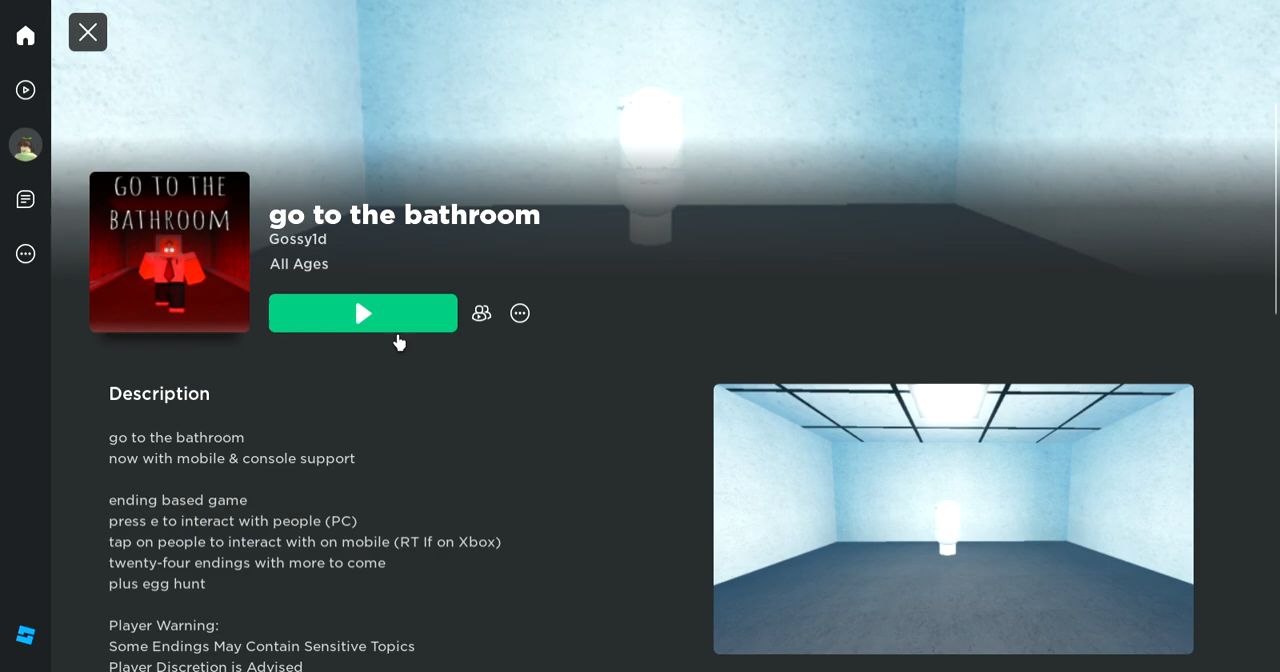 GO TO THE
BATHROOM
go to the bathroom
Gossy1d
All Ages
Description
go to the bathroom
now with mobile & console support
ending based game
press e to interact with people (PC)
tap on people to interact with on mobile (RT If on Xbox)
twenty-four endings with more to come
plus egg hunt
Player Warning:
Some Endings May Contain Sensitive Topics
Player Discretion is Advised